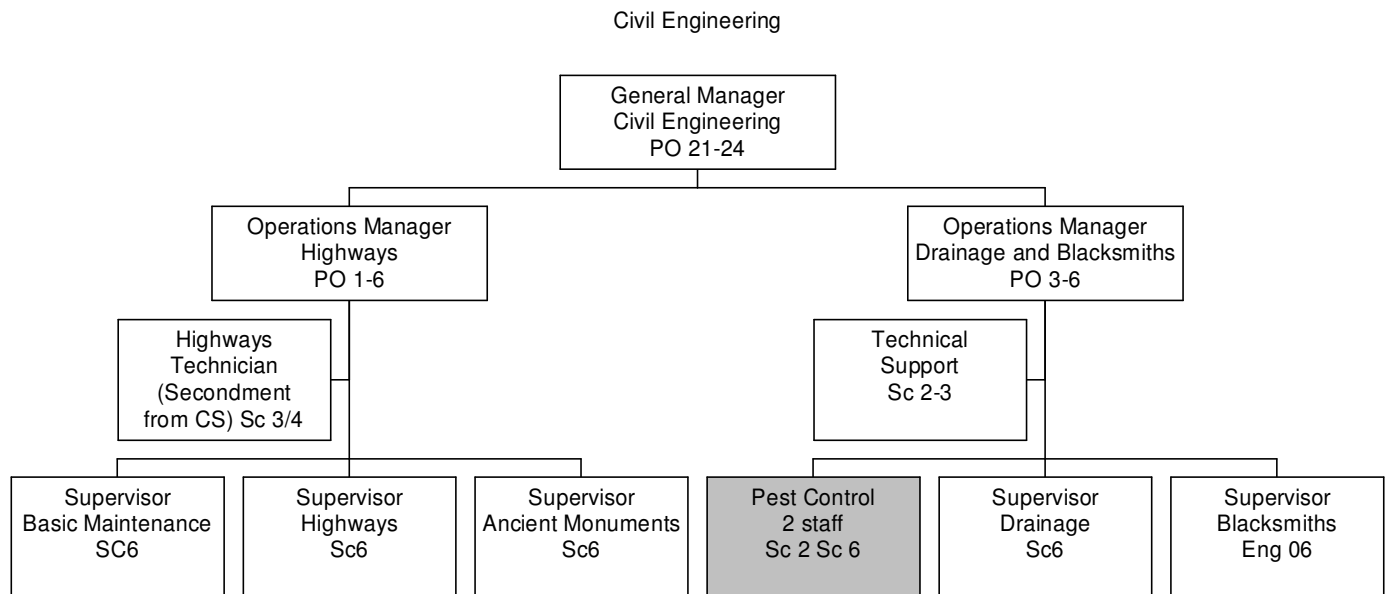 Civil Engineering
General Manager
Civil Engineering
PO 21-24
Operations Manager
Highways
PO 1-6
Operations Manager
Drainage and Blacksmiths
PO 3-6
Highways
Technician
(Secondment
from CS) Sc 3/4
Technical
Support
Sc 2-3
Supervisor
Basic Maintenance
SC6
Supervisor
Highways
Sc6
Supervisor
Ancient Monuments
Sc6
Pest Control
2 staff
Sc 2 Sc 6
Supervisor
Drainage
Sc6
Supervisor
Blacksmiths
Eng 06